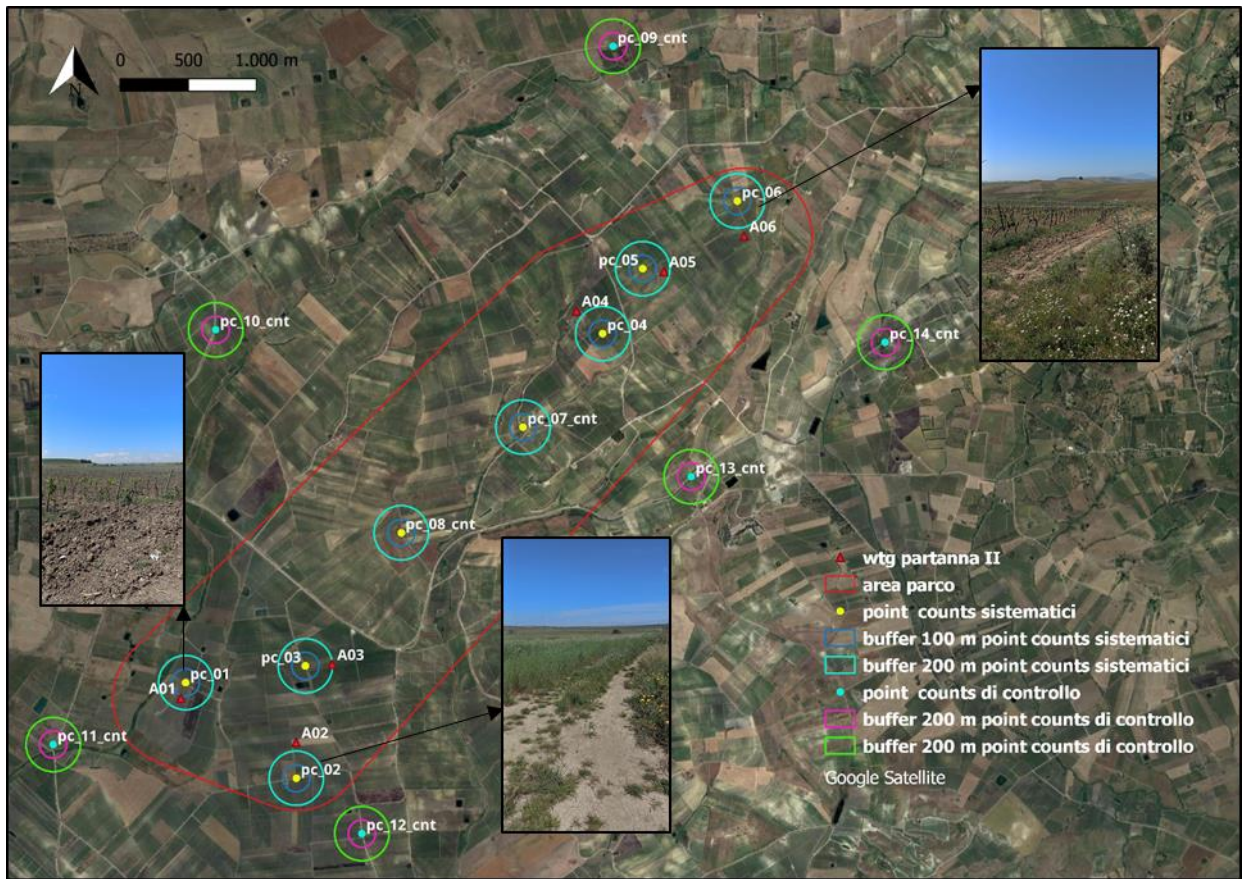 pc_09_cnt
0 500 1.000 m
N
pc_06
A06
pc_05
A05
A04
pc_04
pc_10_cnt
pc_14_cnt
pc_07_cnt
pc_13_cnt
pc_08_cnt
pc_03
A03
pc_01
A01
A02
pc_11_cnt
pc_02
pc_12_cnt
wtg partanna II
area parco
point counts sistematici
buffer 100 m point counts sistematici
buffer 200 m point counts sistematici
point counts di controllo
buffer 200 m point counts di controllo
buffer 200 m point counts di controllo
Google Satellite